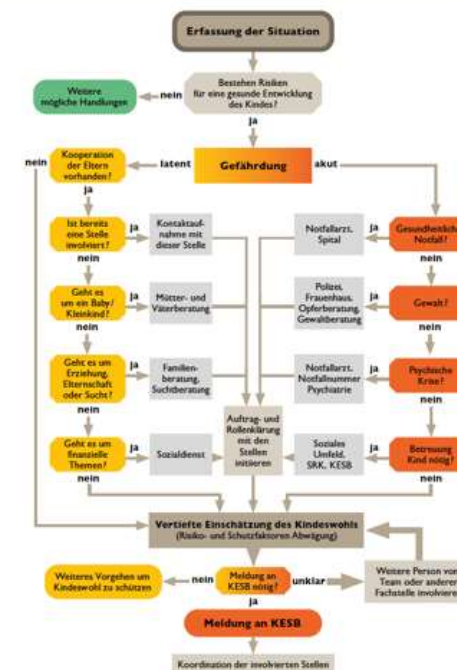 Erfassung der Situation
Bestehen Risiken
für eine gesunde Entwicklung
des Kindes?
nein
Weitere
mögliche Handlungen
ja
nein
Kooperation
der Eltern
vorhanden?
latent
Gefährdung
akut
ja
Ist bereits
eine Stelle
involviert?
ja
Kontaktauf-
nahme mit
dieser Stelle
Notfallarzt,
Spital
ja
Gesundheitliche
Notfall?
nein
nein
Geht es
um ein Baby/
Kleinkind?
ja
Mütter- und
Väterberatung
Polizei,
Frauenhaus,
Opferberatung,
Gewaltberatung
ja
Gewalt?
nein
nein
Geht es um
Erziehung,
Elternschaft
oder Sucht?
ja
Familien-
beratung,
Suchtberatung
Notfallarzt,
Notfallnummer
Psychiatrie
ja
Psychische
Krise?
nein
nein
Auftrag- und
Rollenklärung
mit den
Stellen
initiieren
Geht es um
finanzielle
Themen?
ja
Sozialdienst
Soziales
Umfeld,
SRK, KESB
ja
Betreuung
Kind nötig?
nein
nein
Vertiefte Einschätzung des Kindeswohls
(Risiko- und Schutzfaktoren Abwägung)
Weiteres Vorgehen um
Kindeswohl zu schützen
nein
Meldung an
KESB nötig?
unklar
Weitere Person vom
Team oder anderer
Fachstelle involvieren
ja
Meldung an KESB
Koordination der involvierten Stellen